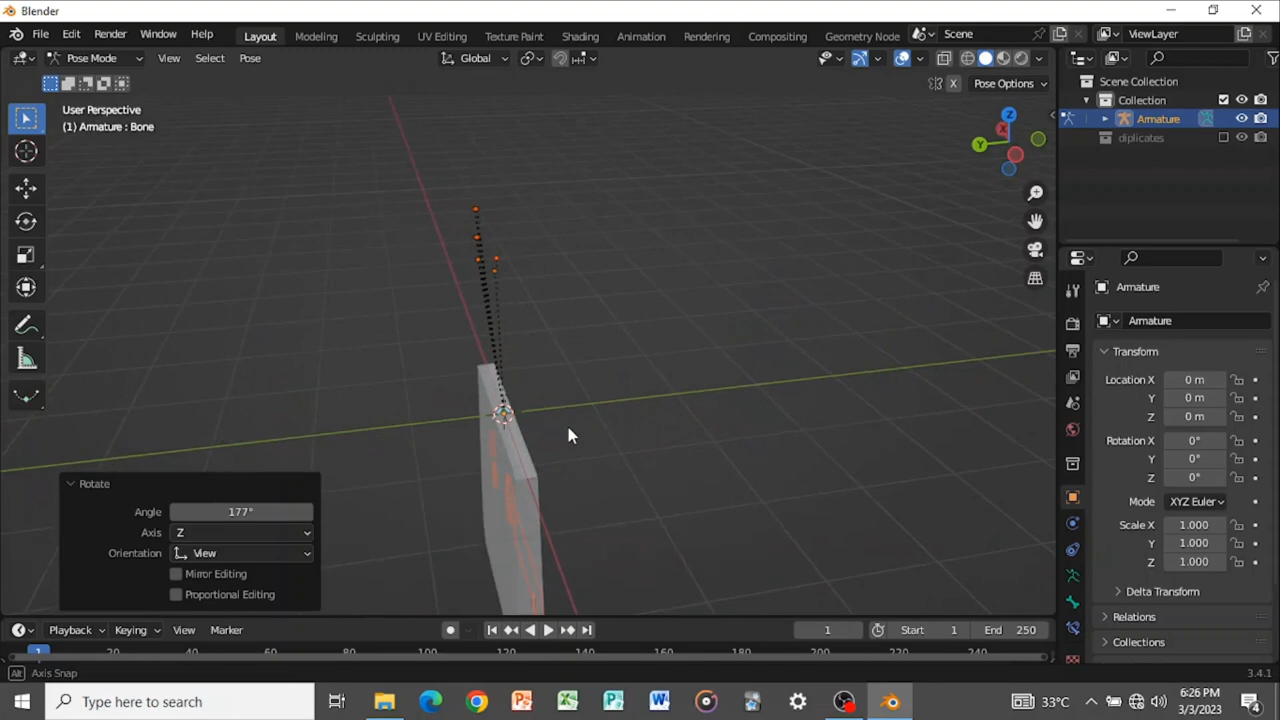 Blender
File Edit Render Window Help Layout Modeling Sculpting UV Editing Texture Paint Shading Animation Rendering Compositing Geometry Node Scene ViewLayer
Pose Mode View Select Pose Global
X Pose Options
User Perspective
(1) Armature : Bone
Z
X
Y
Scene Collection
Collection
Armature
diplicates
Armature
Armature
Transform
Location X 0 m
Y 0 m
Z 0 m
Rotation X 0°
Y 0°
Z 0°
Mode XYZ Euler
Scale X 1.000
Y 1.000
Z 1.000
Delta Transform
Relations
Collections
Rotate
Angle 177°
Axis Z
Orientation View
Mirror Editing
Proportional Editing
Playback Keying View Marker 1 Start 1 End 250
1 20 40 60 80 100 120 140 160 180 200 220 240
Alt Axis Snap 3.4.1
Type here to search 33°C 6:26 PM
3/3/2023 4